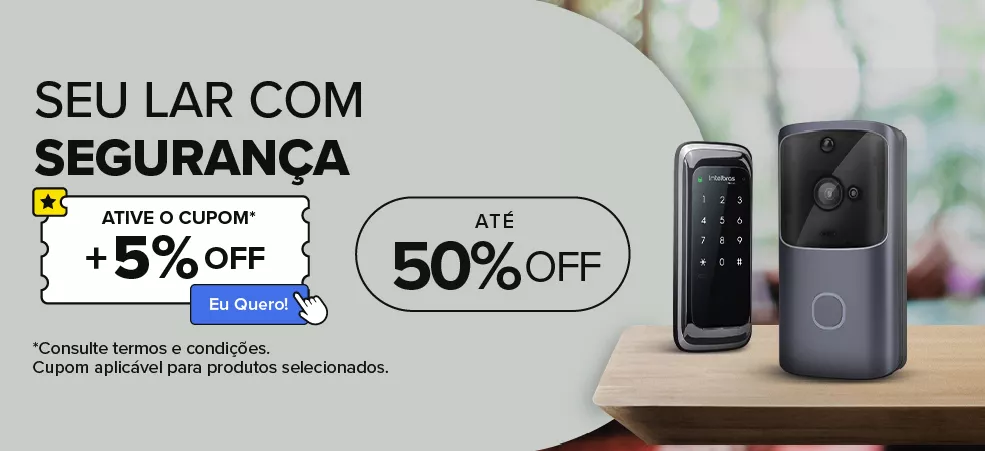 SEU LAR COM
SEGURANÇA
ATIVE O CUPOM*
+5% OFF
Eu Quero!
ATÉ
50% OFF
*Consulte termos e condições.
Cupom aplicável para produtos selecionados.
intelbras
1 2 3
4 5 6
7 8 9
* 0 #